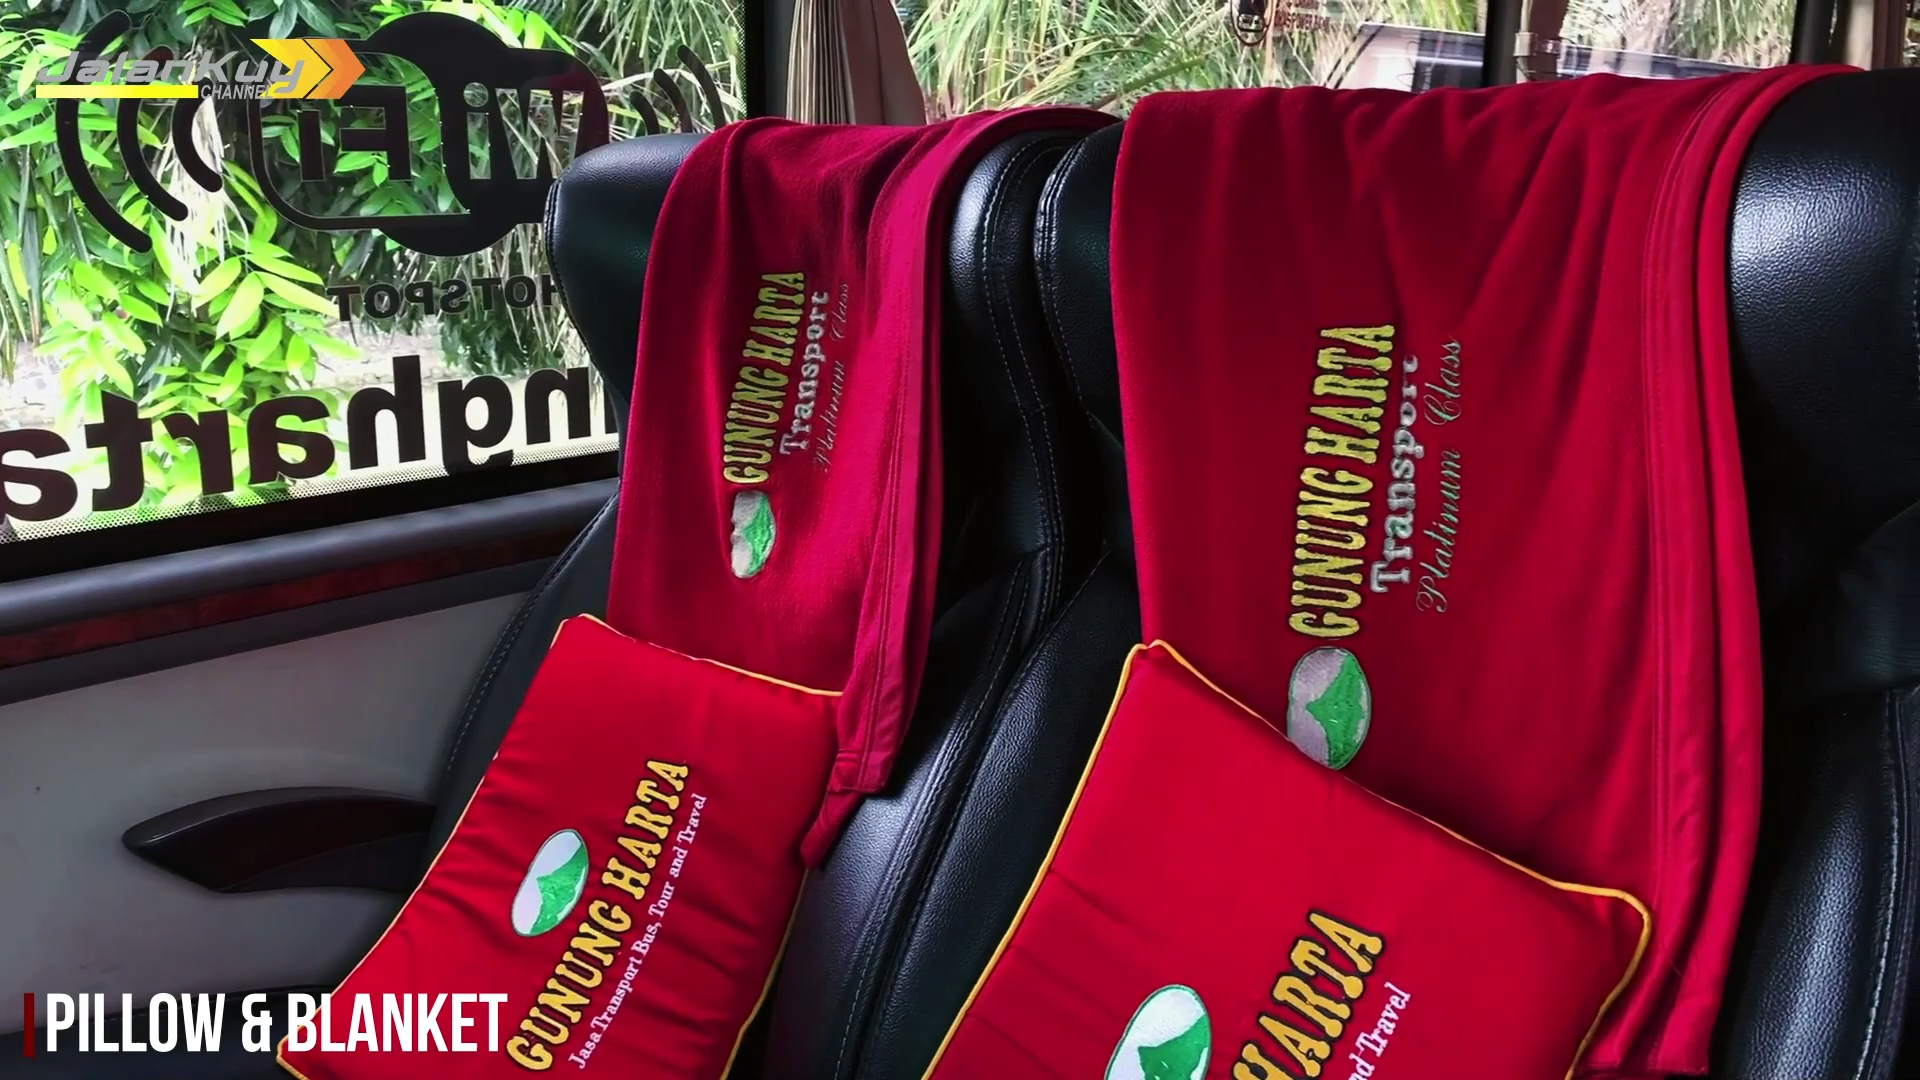 JalanKuy
CHANNEL
WiFi
HOTSPOT
ngharta
GUNUNG HARTA
Transport
Platinum Class
GUNUNG HARTA
Transport
Platinum Class
GUNUNG HARTA
Jasa Transport Bus, Tour and Travel
HARTA
nd Travel
PILLOW & BLANKET